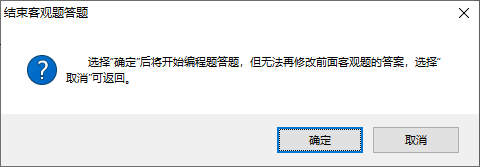 结束客观题答题
选择"确定"后将开始编程题答题，但无法再修改前面客观题的答案，选择"
取消"可返回。
确定
取消